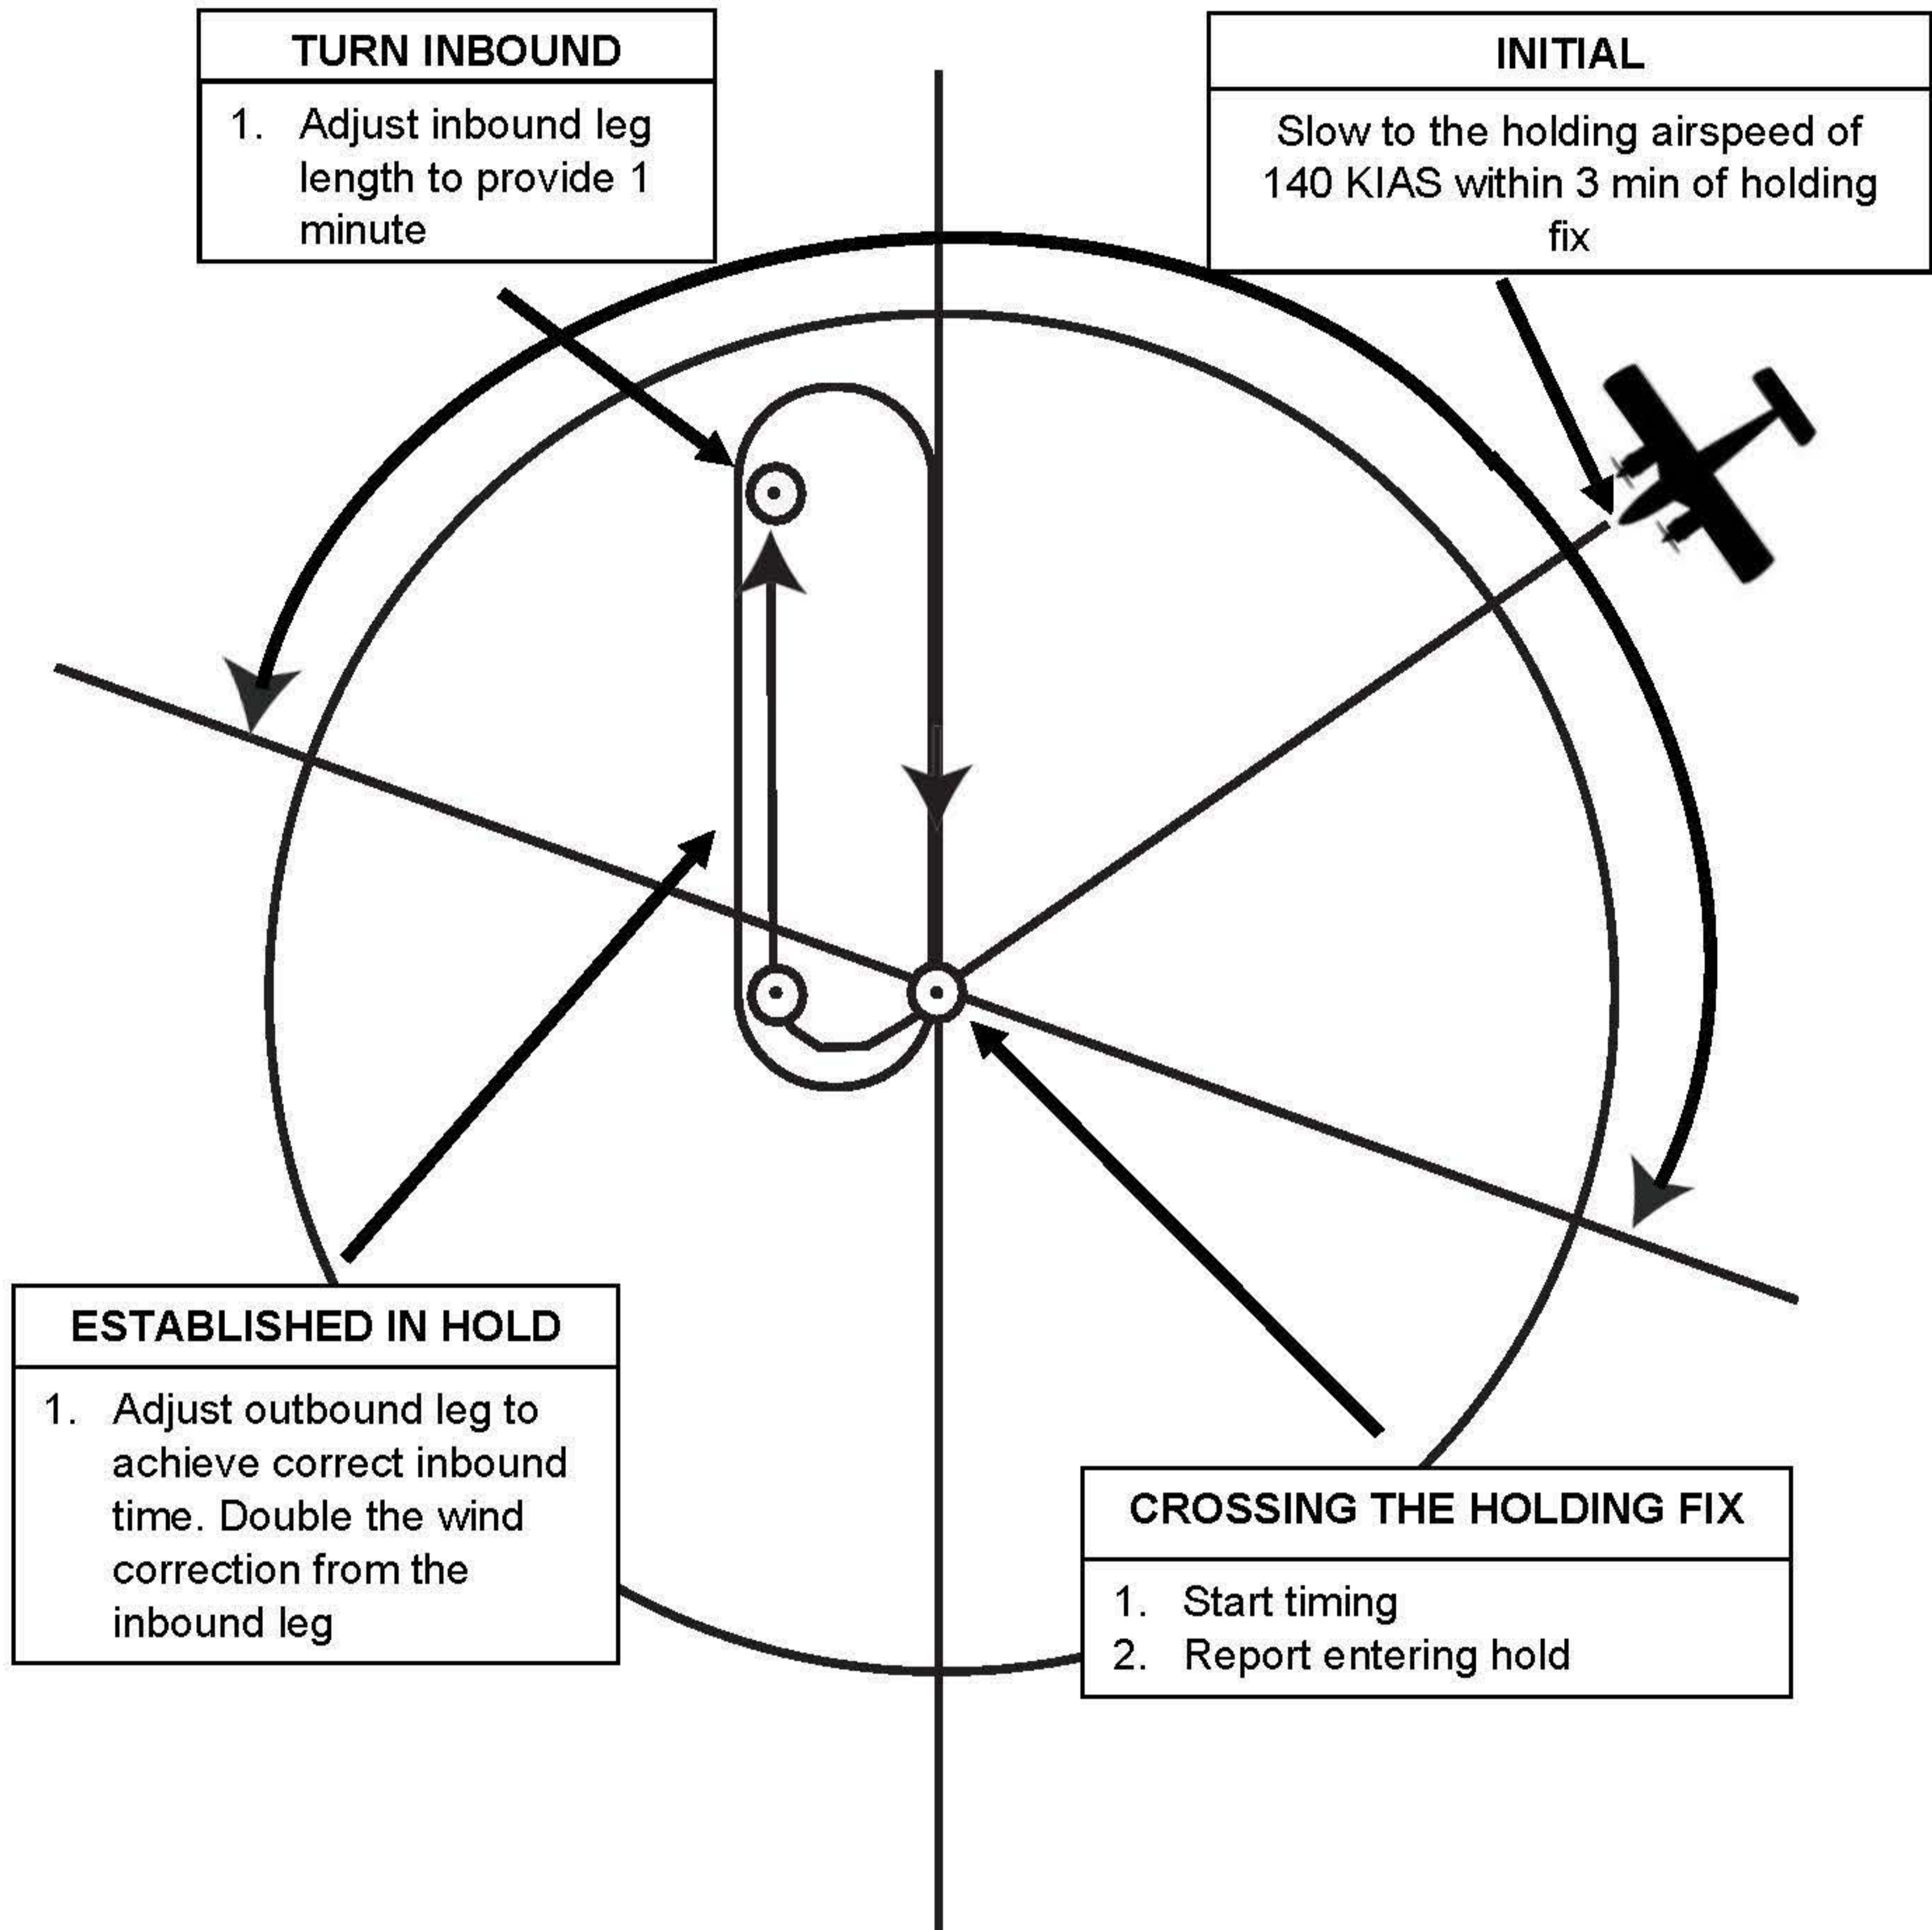 TURN INBOUND
1. Adjust inbound leg
length to provide 1
minute
INITIAL
Slow to the holding airspeed of
140 KIAS within 3 min of holding
fix
ESTABLISHED IN HOLD
1. Adjust outbound leg to
achieve correct inbound
time. Double the wind
correction from the
inbound leg
CROSSING THE HOLDING FIX
1. Start timing
2. Report entering hold